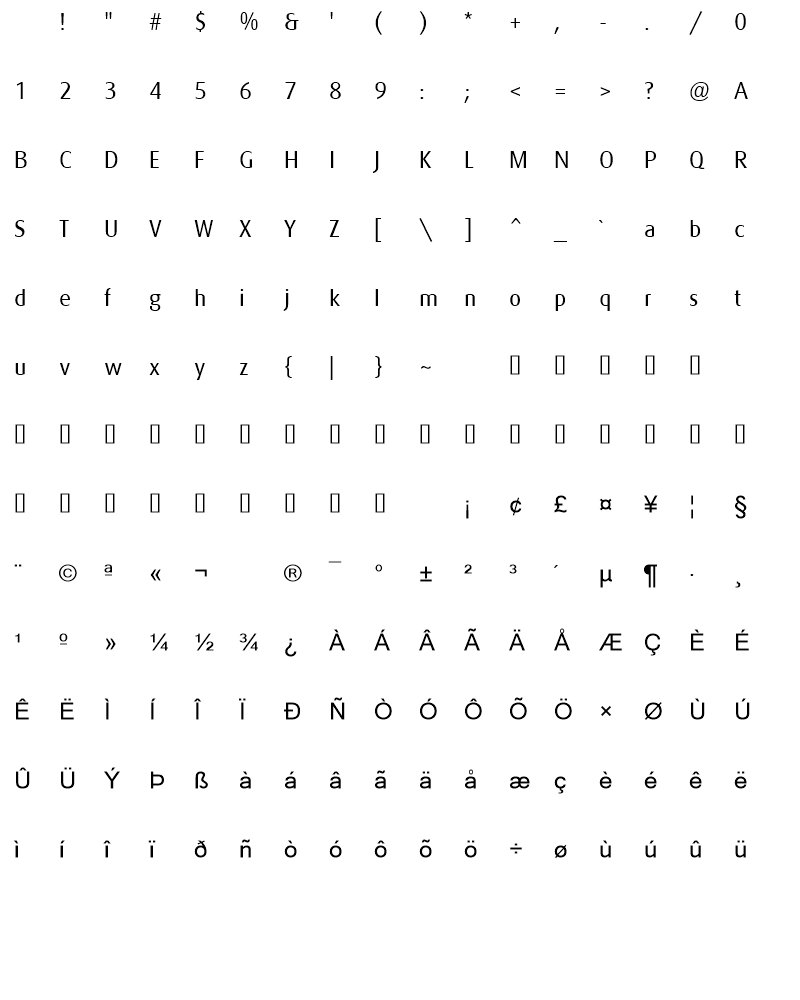 ! " # $ % & ' ( ) * + , - . / 0
1 2 3 4 5 6 7 8 9 : ; < = > ? @ A
B C D E F G H I J K L M N O P Q R
S T U V W X Y Z [ \ ] ^ _ ` a b c
d e f g h i j k l m n o p q r s t
u v w x y z { | } ~ ▯ ▯ ▯ ▯ ▯
▯ ▯ ▯ ▯ ▯ ▯ ▯ ▯ ▯ ▯ ▯ ▯ ▯ ▯ ▯ ▯ ▯
▯ ▯ ▯ ▯ ▯ ▯ ▯ ▯ ▯ ¡ ¢ £ ¤ ¥ ¦ §
¨ © ª « ¬ ® ¯ ° ± ² ³ ´ µ ¶ · ¸
¹ º » ¼ ½ ¾ ¿ À Á Â Ã Ä Å Æ Ç È É
Ê Ë Ì Í Î Ï Ð Ñ Ò Ó Ô Õ Ö × Ø Ù Ú
Û Ü Ý Þ ß à á â ã ä å æ ç è é ê ë
ì í î ï ð ñ ò ó ô õ ö ÷ ø ù ú û ü